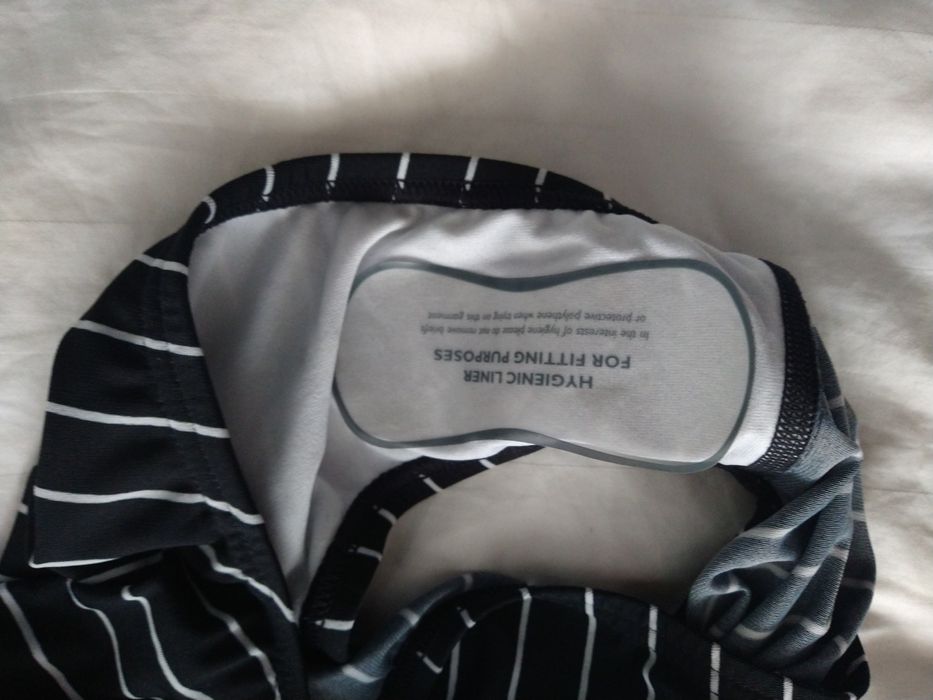 HYGIENIC LINER
FOR FITTING PURPOSES
In the interests of hygiene please do not remove briefs
or protective polythene when trying on this garment